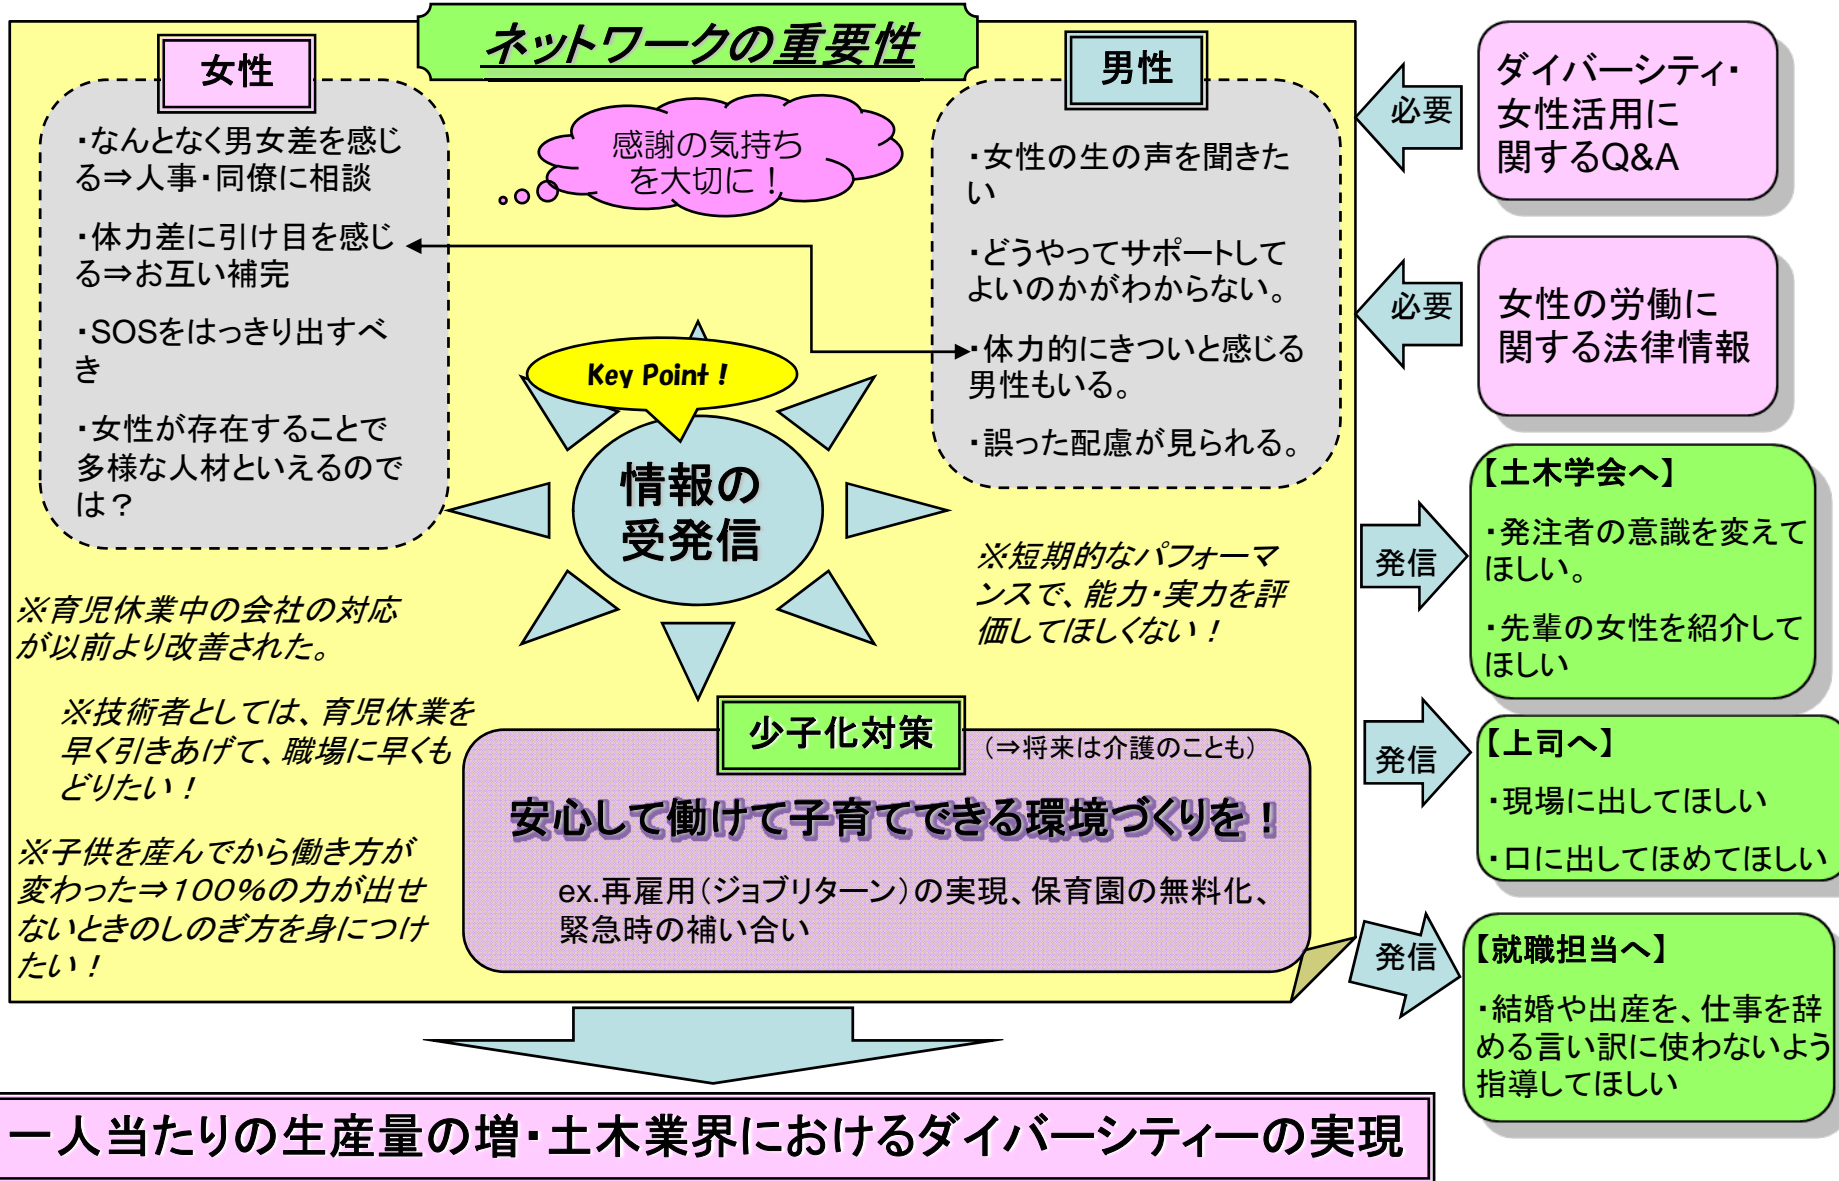 ネットワークの重要性
女性
・なんとなく男女差を感じ
る⇒人事・同僚に相談
・体力差に引け目を感じ
る⇒お互い補完
・SOSをはっきり出すべ
き
・女性が存在することで
多様な人材といえるので
は？
感謝の気持ち
を大切に！
男性
・女性の生の声を聞きた
い
・どうやってサポートして
よいのかがわからない。
・体力的にきついと感じる
男性もいる。
・誤った配慮が見られる。
Key Point！
情報の
受発信
※育児休業中の会社の対応
が以前より改善された。
※技術者としては、育児休業を
早く引きあげて、職場に早くも
どりたい！
※子供を産んでから働き方が
変わった⇒100%の力が出せ
ないときのしのぎ方を身につけ
たい！
※短期的なパフォーマ
ンスで、能力・実力を評
価してほしくない！
少子化対策
（⇒将来は介護のことも）
安心して働けて子育てできる環境づくりを！
ex.再雇用（ジョブリターン）の実現、保育園の無料化、
緊急時の補い合い
必要
ダイバーシティ・
女性活用に
関するQ&A
必要
女性の労働に
関する法律情報
発信
【土木学会へ】
・発注者の意識を変えて
ほしい。
・先輩の女性を紹介して
ほしい
発信
【上司へ】
・現場に出してほしい
・口に出してほめてほしい
発信
【就職担当へ】
・結婚や出産を、仕事を辞
める言い訳に使わないよう
指導してほしい
一人当たりの生産量の増・土木業界におけるダイバーシティーの実現